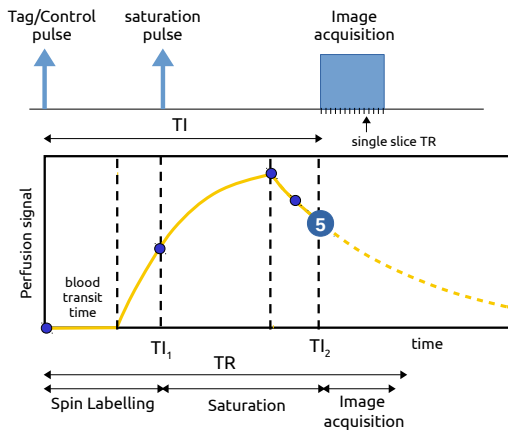 Tag/Control
pulse
saturation
pulse
Image
acquisition
TI
single slice TR
Perfusion signal
blood
transit
time
5
TI₁
TI₂
time
TR
Spin Labelling
Saturation
Image
acquisition